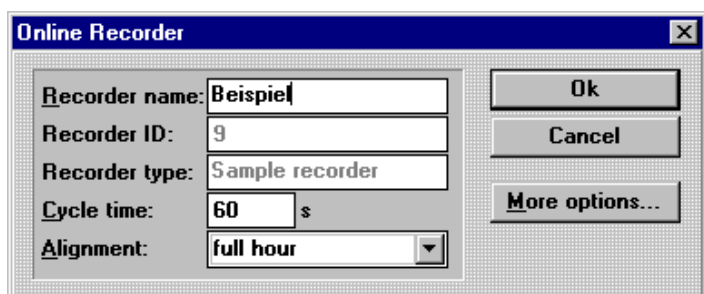 Online Recorder
Recorder name: Beispiel
Recorder ID: 9
Recorder type: Sample recorder
Cycle time: 60 s
Alignment: full hour
Ok
Cancel
More options...